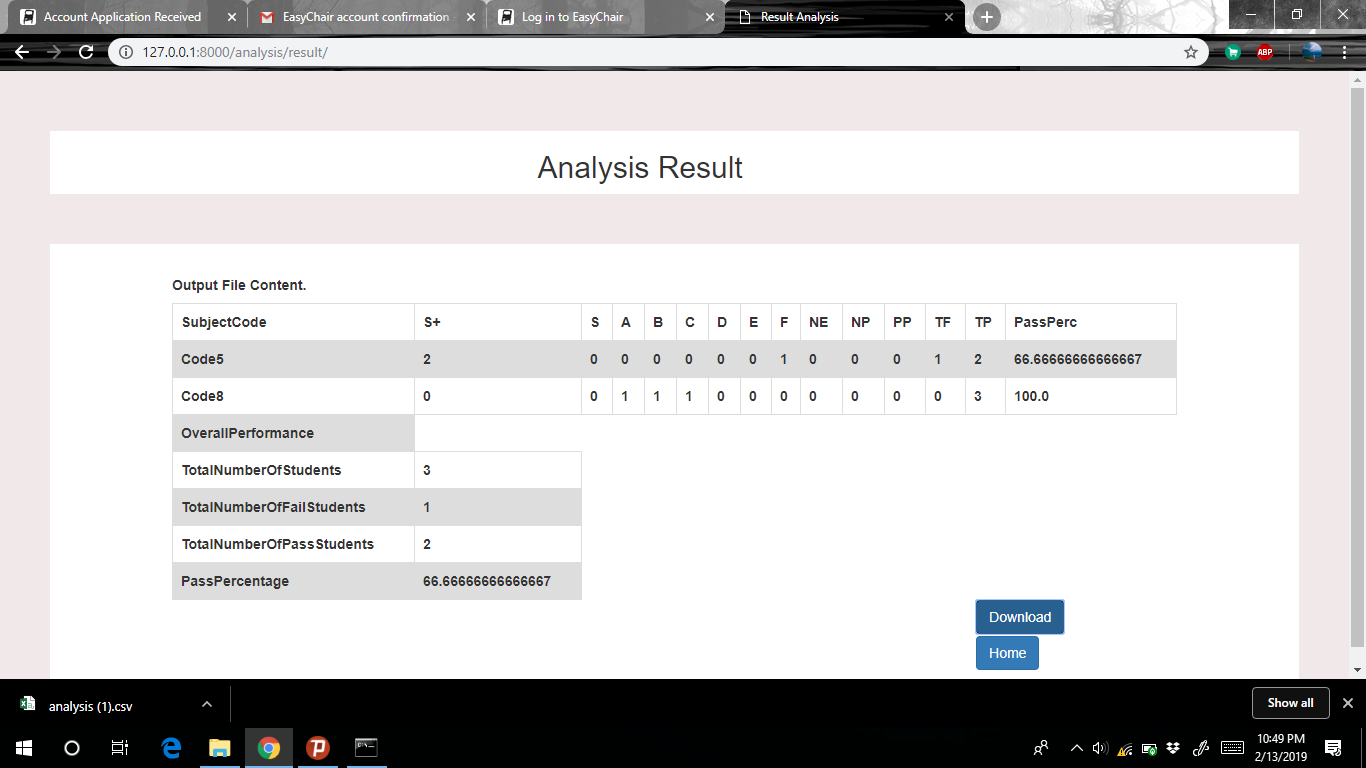 Account Application Received
EasyChair account confirmation
Log in to EasyChair
Result Analysis
127.0.0.1:8000/analysis/result/
ABP
Analysis Result
Output File Content.
SubjectCode S+ S A B C D E F NE NP PP TF TP PassPerc
Code5 2 0 0 0 0 0 0 1 0 0 0 1 2 66.66666666666667
Code8 0 0 1 1 1 0 0 0 0 0 0 0 3 100.0
OverallPerformance
TotalNumberOfStudents 3
TotalNumberOfFailStudents 1
TotalNumberOfPassStudents 2
PassPercentage 66.66666666666667
Download
Home
analysis (1).csv
Show all
10:49 PM
2/13/2019